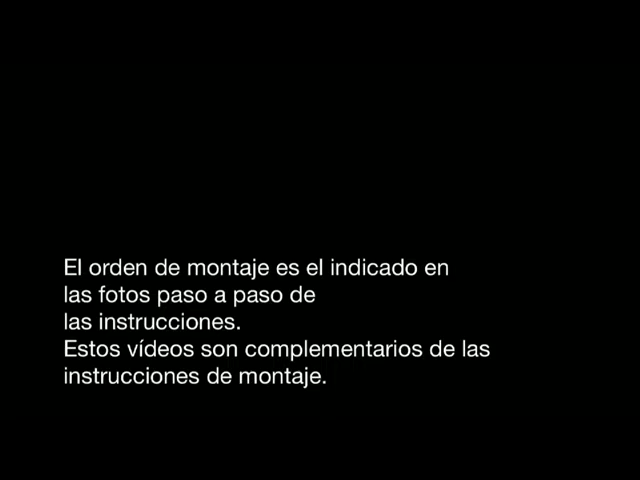 El orden de montaje es el indicado en
las fotos paso a paso de
las instrucciones.
Estos vídeos son complementarios de las
instrucciones de montaje.